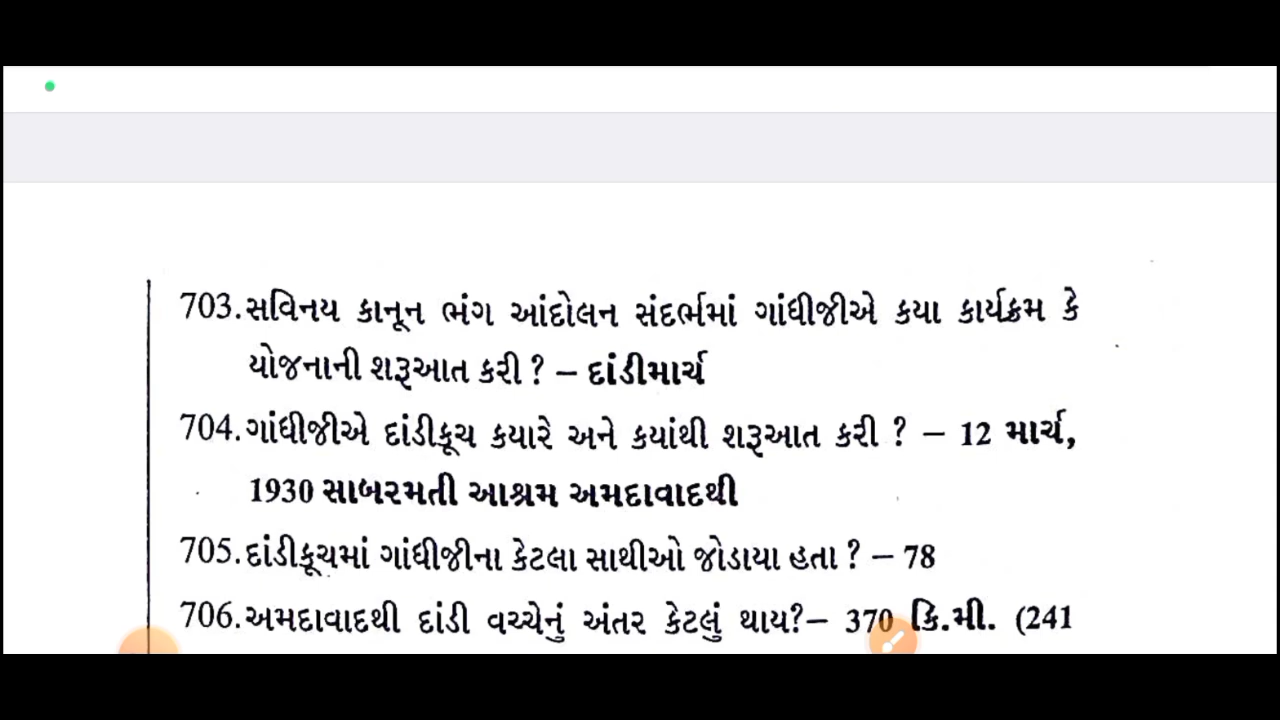 703. સવિનય કાનૂન ભંગ આંદોલન સંદર્ભમાં ગાંધીજીએ કયા કાર્યક્રમ કે
યોજનાની શરૂઆત કરી ? – દાંડીમાર્ચ
704. ગાંધીજીએ દાંડીકૂચ કયારે અને કયાંથી શરૂઆત કરી ? – 12 માર્ચ,
1930 સાબરમતી આશ્રમ અમદાવાદથી
705. દાંડીકૂચમાં ગાંધીજીના કેટલા સાથીઓ જોડાયા હતા ? – 78
706. અમદાવાદથી દાંડી વચ્ચેનું અંતર કેટલું થાય? – 370 કિ.મી. (241